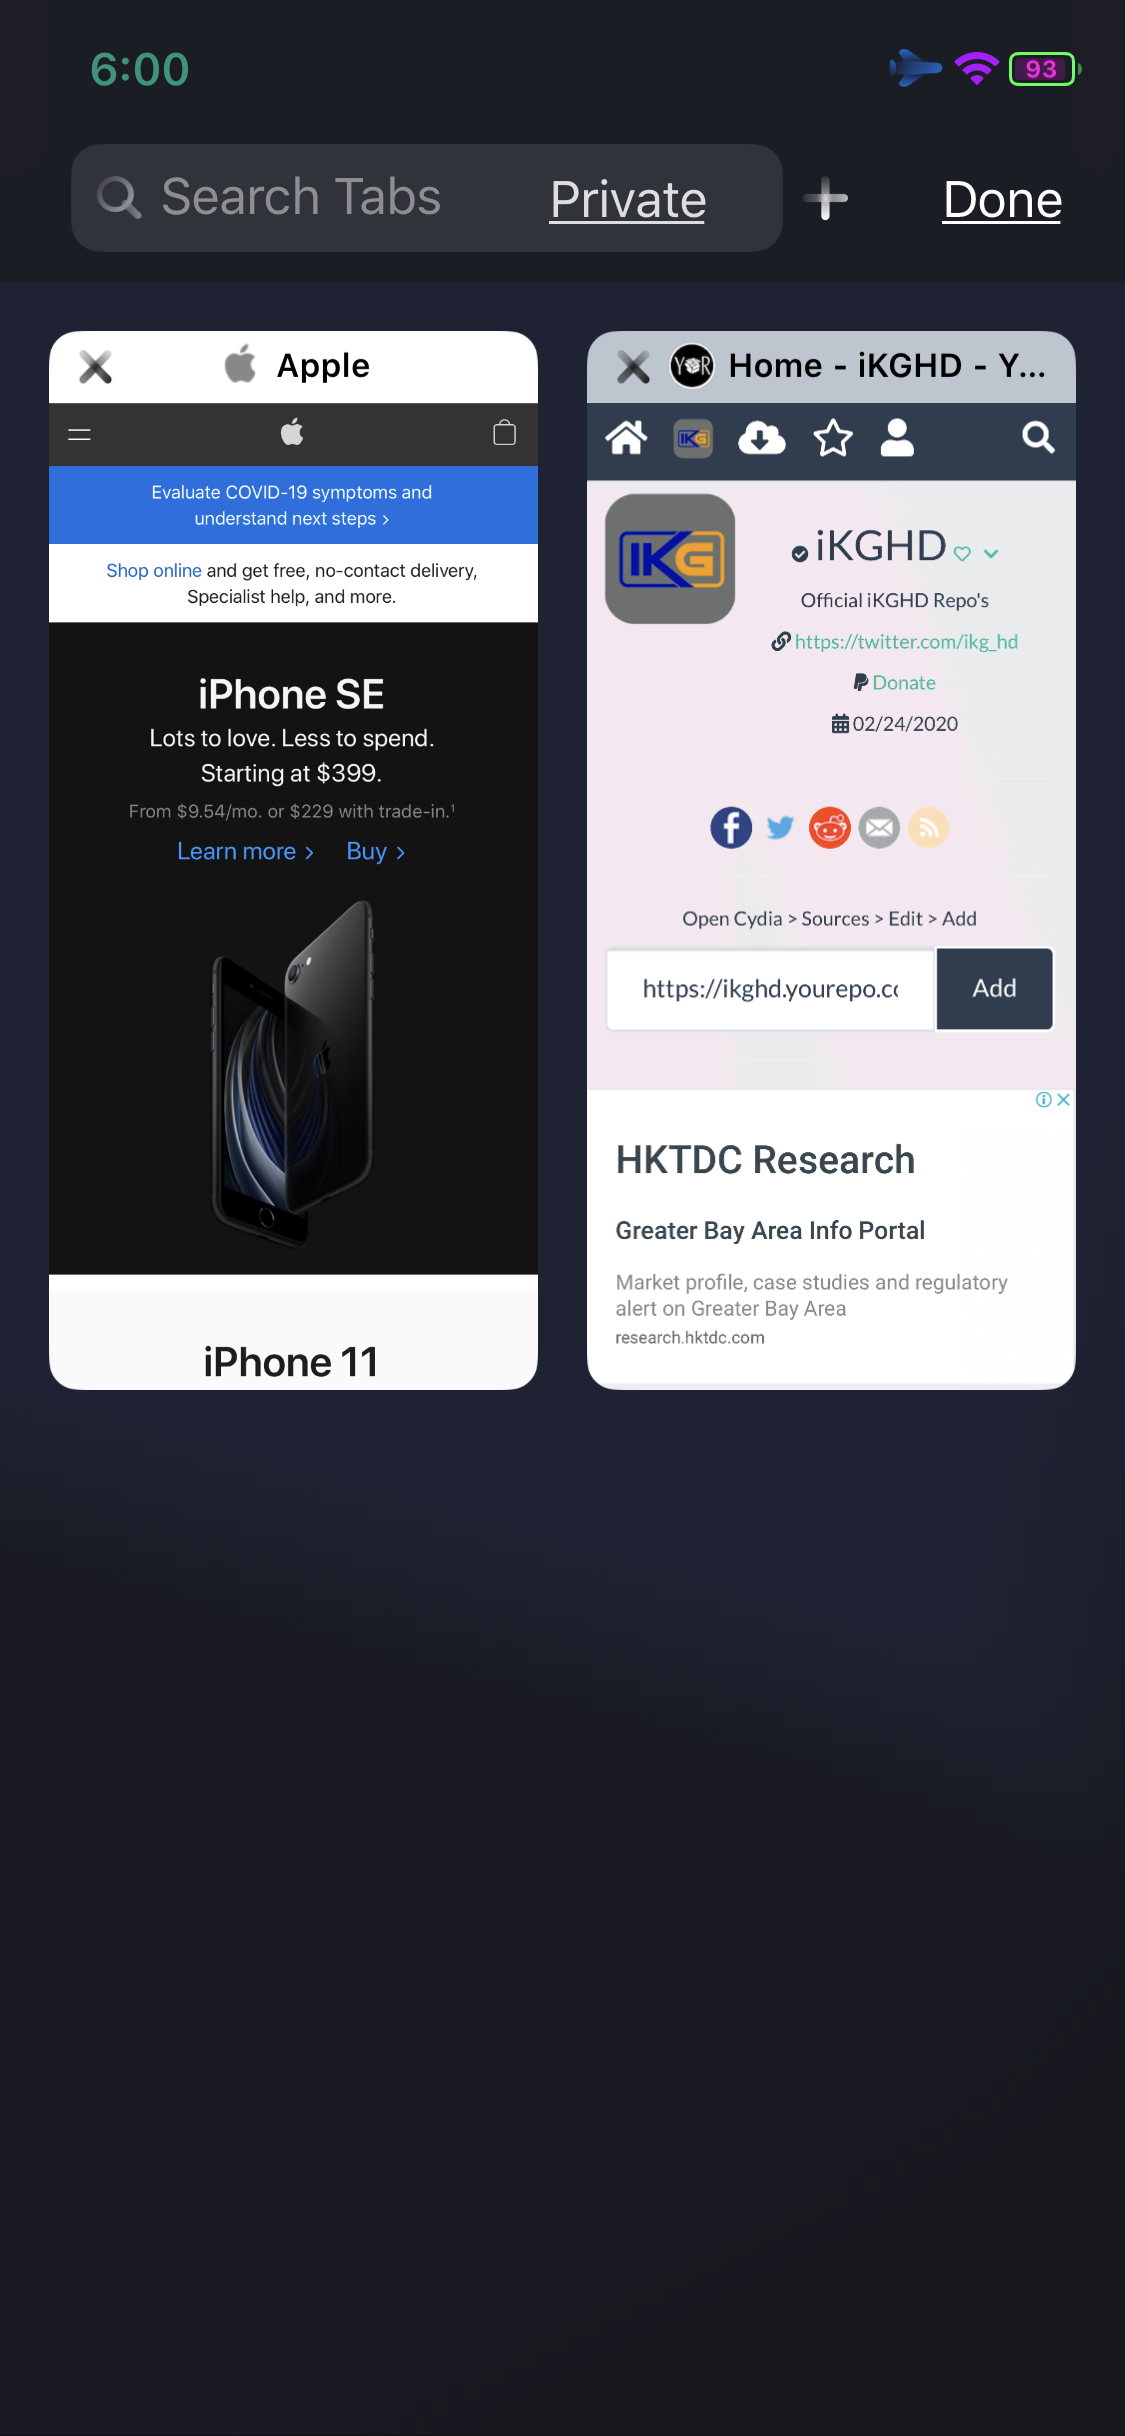 6:00
93
Search Tabs
Private
Done
Apple
Evaluate COVID-19 symptoms and
understand next steps >
Shop online and get free, no-contact delivery,
Specialist help, and more.
iPhone SE
Lots to love. Less to spend.
Starting at $399.
From $9.54/mo. or $229 with trade-in.¹
Learn more > Buy >
iPhone 11
YOR
Home - iKGHD - Y...
IKG
IKG
iKGHD
Official iKGHD Repo's
https://twitter.com/ikg_hd
Donate
02/24/2020
Open Cydia > Sources > Edit > Add
https://ikghd.yourepo.co
Add
HKTDC Research
Greater Bay Area Info Portal
Market profile, case studies and regulatory
alert on Greater Bay Area
research.hktdc.com